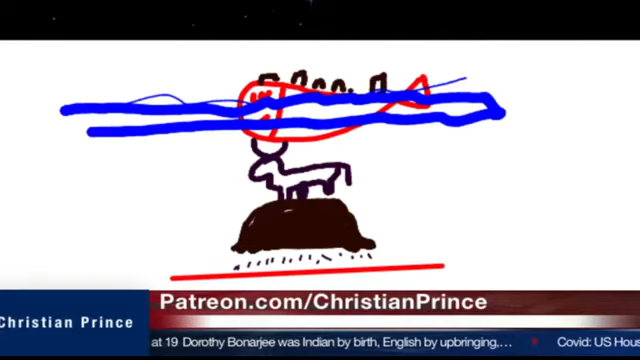 Patreon.com/ChristianPrince
Christian Prince
at 19 Dorothy Bonarjee was Indian by birth, English by upbringing,... Covid: US Hous